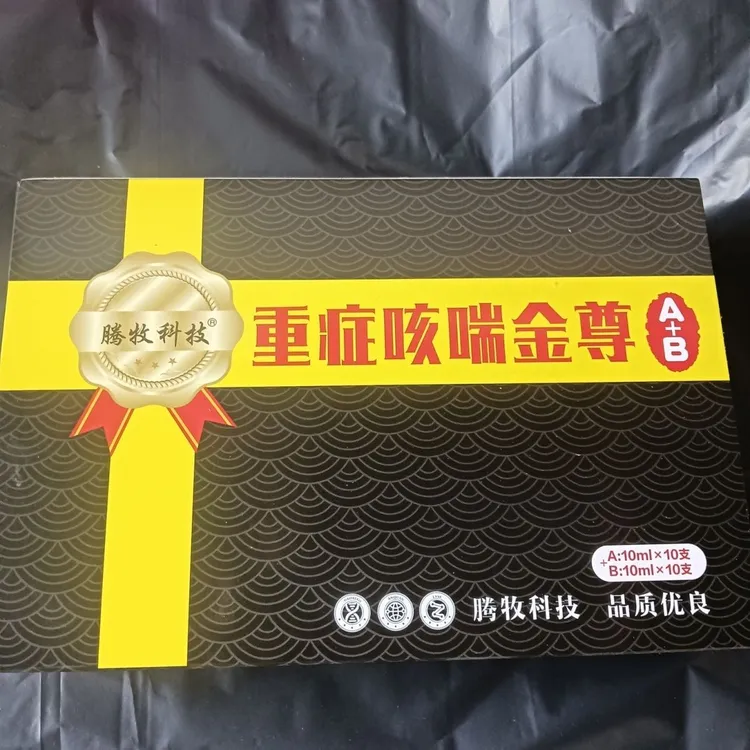 腾牧科技®
重症咳喘金尊
A+B
A:10ml×10支
+B:10ml×10支
腾牧科技 品质优良